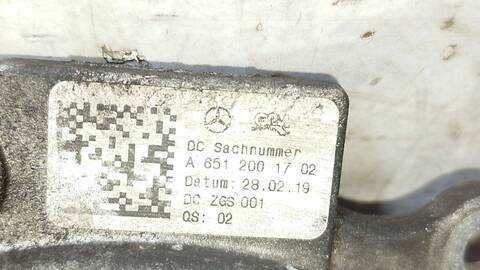 DC Sachnummer
A 651 200 17 02
Datum: 28.02.19
DC ZGS 001
QS: 02